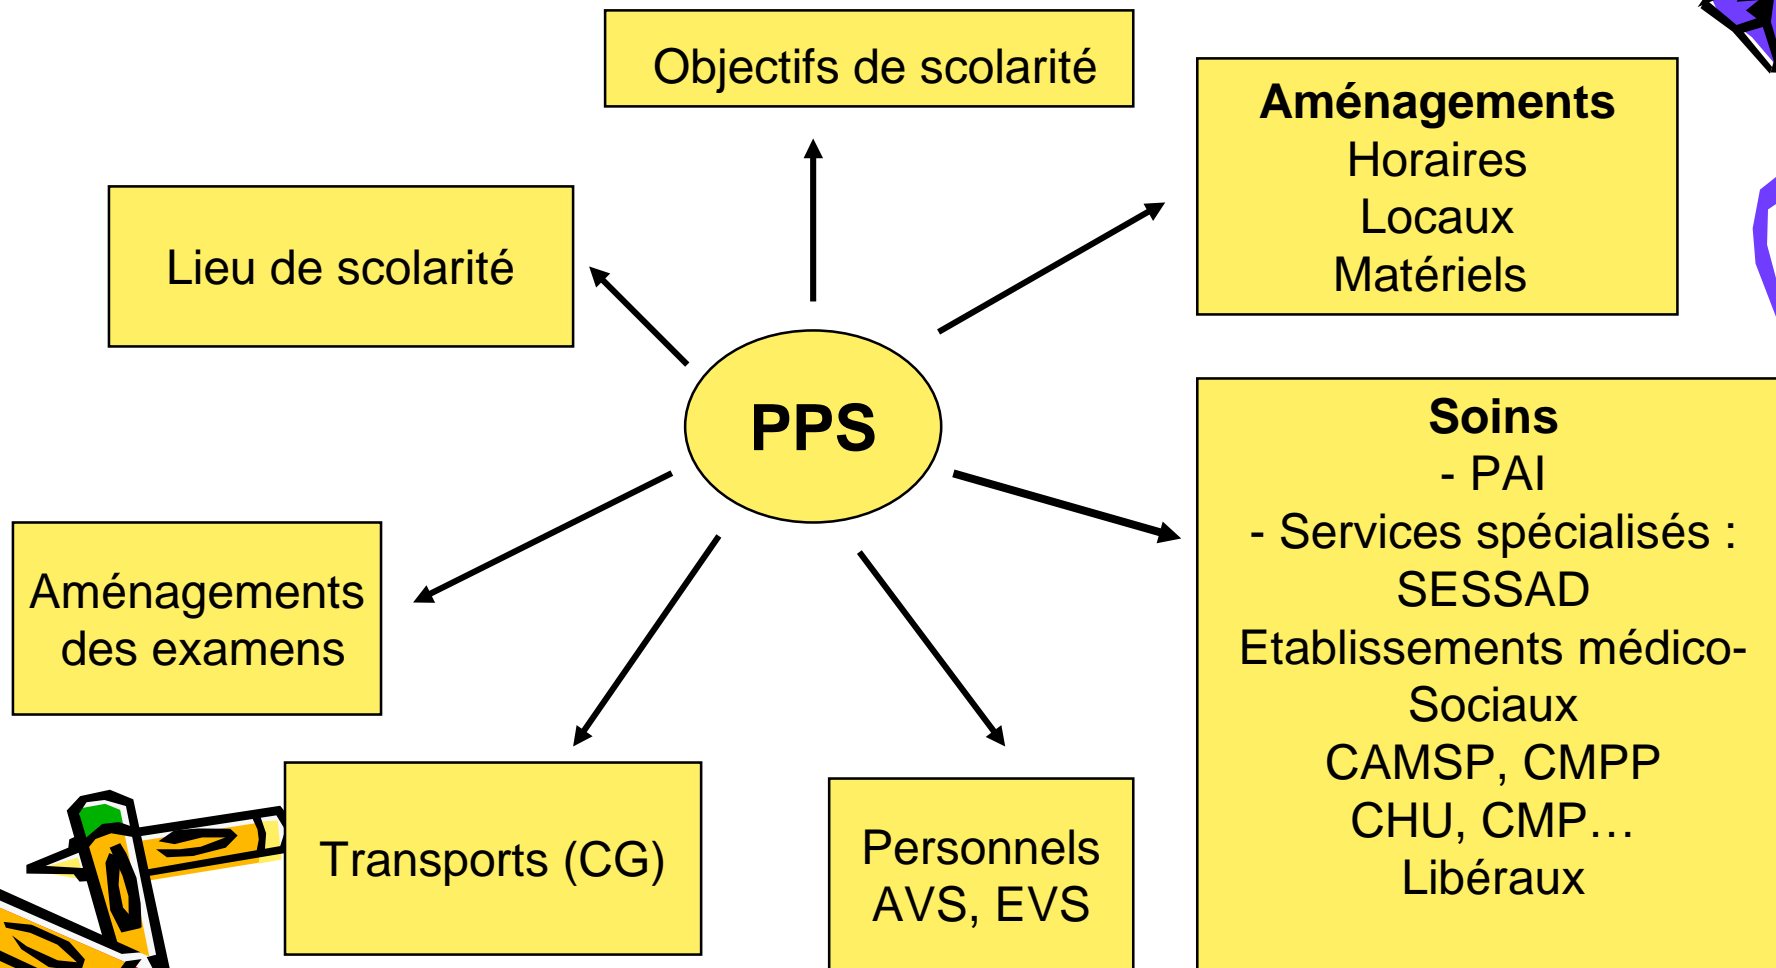 Objectifs de scolarité
Aménagements
Horaires
Locaux
Matériels
Lieu de scolarité
PPS
Soins
- PAI
- Services spécialisés :
SESSAD
Etablissements médico-
Sociaux
CAMSP, CMPP
CHU, CMP…
Libéraux
Aménagements
des examens
Transports (CG)
Personnels
AVS, EVS